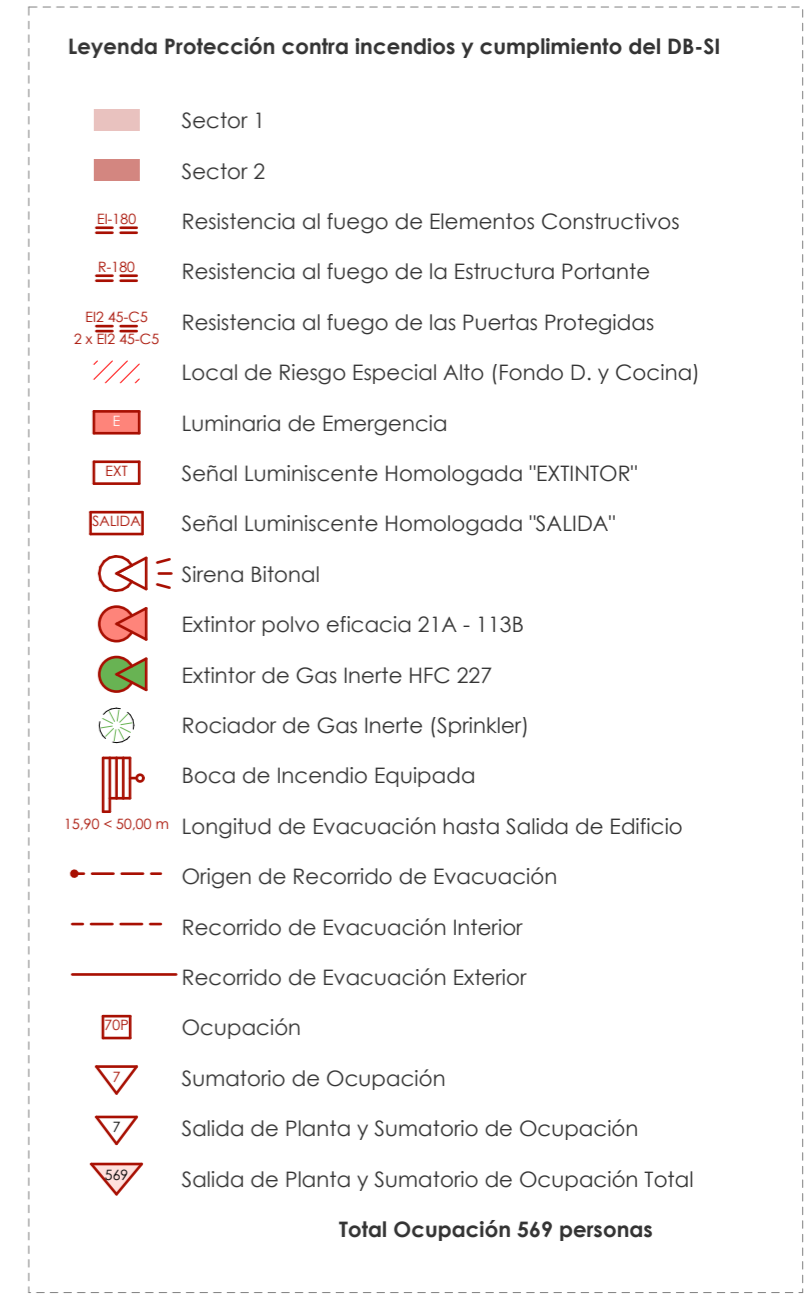 Leyenda Protección contra incendios y cumplimiento del DB-SI
Sector 1
Sector 2
EI-180 Resistencia al fuego de Elementos Constructivos
R-180 Resistencia al fuego de la Estructura Portante
EI2 45-C5
2 x EI2 45-C5
Resistencia al fuego de las Puertas Protegidas
Local de Riesgo Especial Alto (Fondo D. y Cocina)
E Luminaria de Emergencia
EXT Señal Luminiscente Homologada "EXTINTOR"
SALIDA Señal Luminiscente Homologada "SALIDA"
Sirena Bitonal
Extintor polvo eficacia 21A - 113B
Extintor de Gas Inerte HFC 227
Rociador de Gas Inerte (Sprinkler)
Boca de Incendio Equipada
15,90 < 50,00 m Longitud de Evacuación hasta Salida de Edificio
Origen de Recorrido de Evacuación
Recorrido de Evacuación Interior
Recorrido de Evacuación Exterior
70P Ocupación
7 Sumatorio de Ocupación
7 Salida de Planta y Sumatorio de Ocupación
569 Salida de Planta y Sumatorio de Ocupación Total
Total Ocupación 569 personas